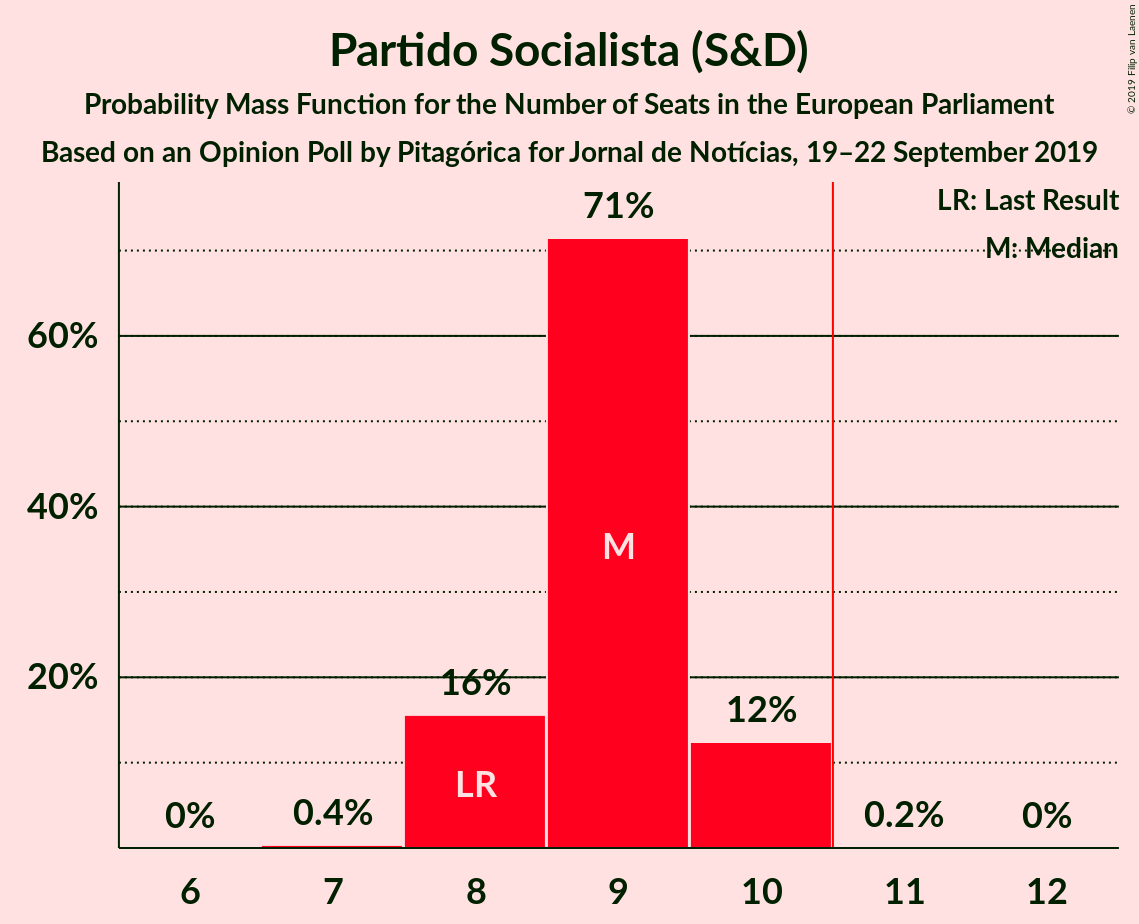 Partido Socialista (S&D)
Probability Mass Function for the Number of Seats in the European Parliament
Based on an Opinion Poll by Pitagórica for Jornal de Notícias, 19–22 September 2019
© 2019 Filip van Laenen
LR: Last Result
M: Median
71%
60%
40%
M
20%
16%
12%
LR
0%
0.4%
0.2%
0%
6
7
8
9
10
11
12